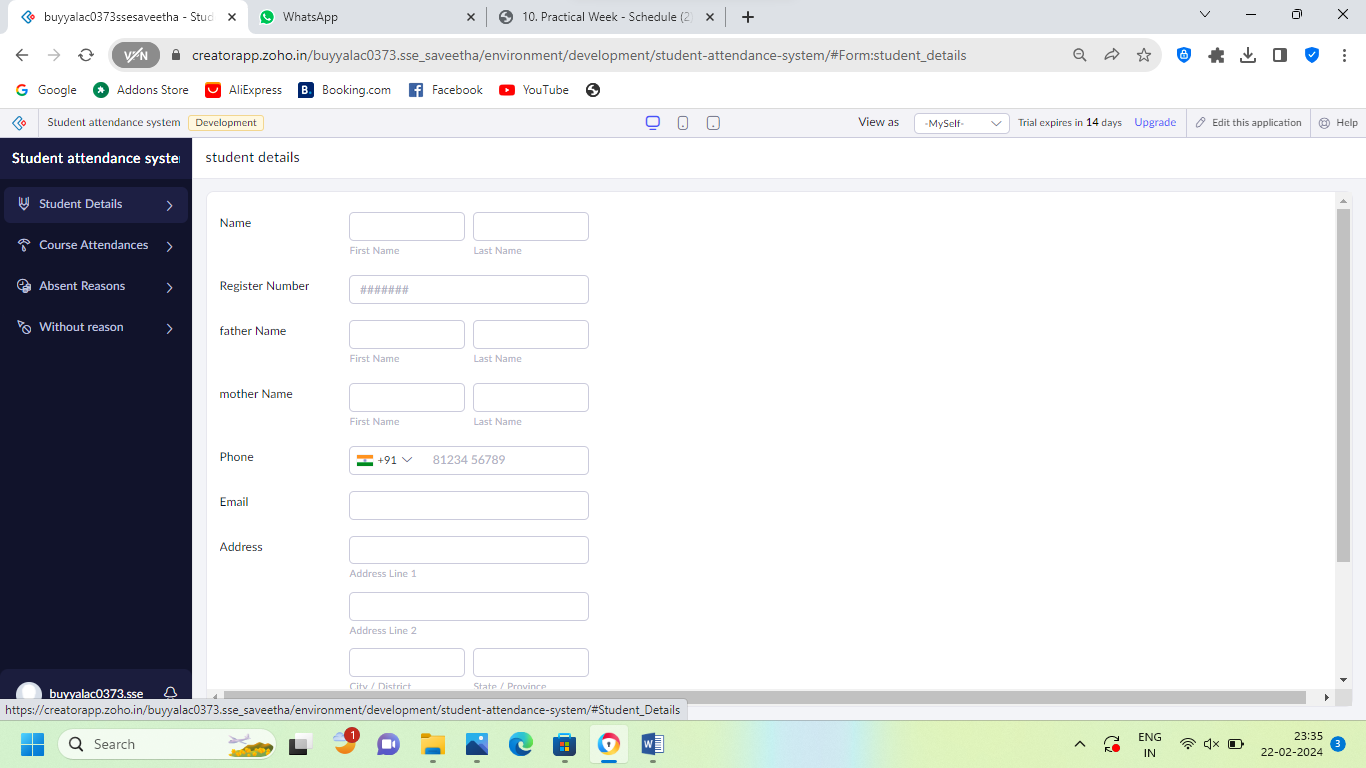 buyyalac0373ssesaveetha - Stud
WhatsApp
10. Practical Week - Schedule (2)
VPN
creatorapp.zoho.in/buyyalac0373.sse_saveetha/environment/development/student-attendance-system/#Form:student_details
Google
Addons Store
AliExpress
B.
Booking.com
Facebook
YouTube
Student attendance system
Development
View as
-MySelf-
Trial expires in 14 days
Upgrade
Edit this application
Help
Student attendance syste
student details
Student Details
Course Attendances
Absent Reasons
Without reason
Name
First Name
Last Name
Register Number
#######
father Name
First Name
Last Name
mother Name
First Name
Last Name
Phone
+91
81234 56789
Email
Address
Address Line 1
Address Line 2
City / District
State / Province
buyyalac0373.sse
https://creatorapp.zoho.in/buyyalac0373.sse_saveetha/environment/development/student-attendance-system/#Student_Details
Search
1
ENG
IN
23:35
22-02-2024
3